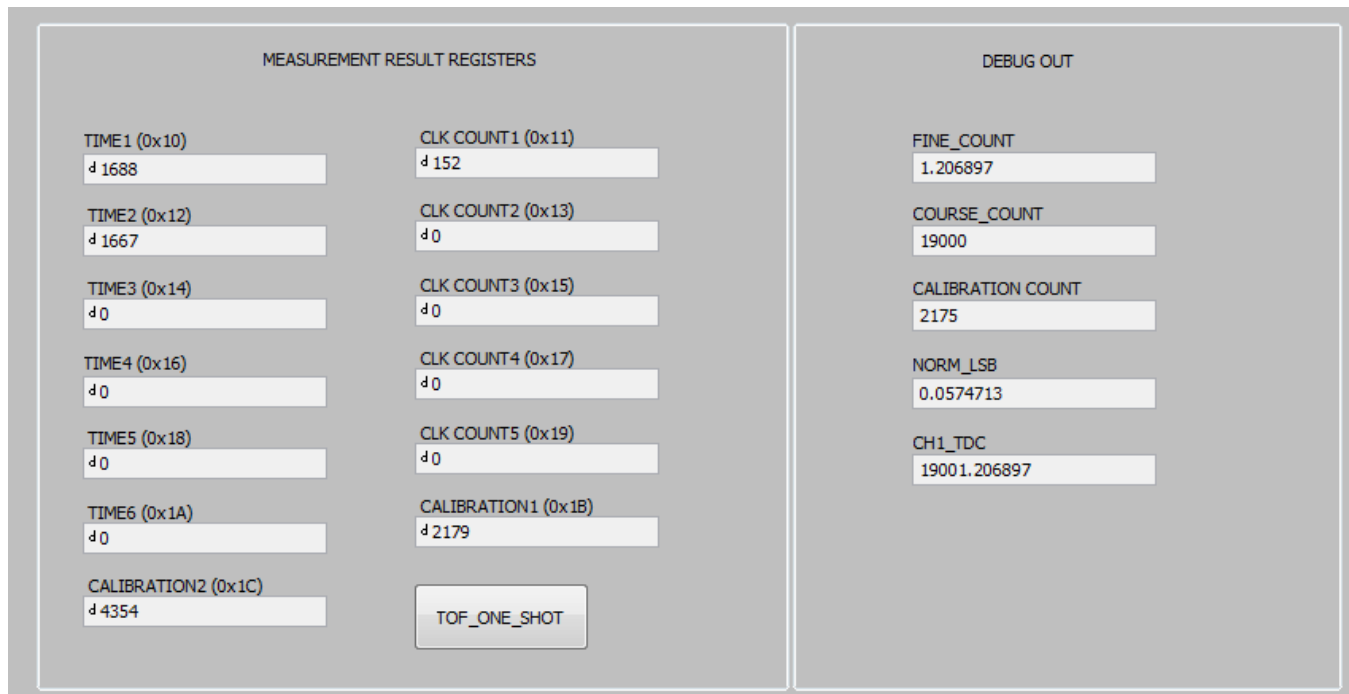 MEASUREMENT RESULT REGISTERS
TIME1 (0x10)
d 1688
TIME2 (0x12)
d 1667
TIME3 (0x14)
d 0
TIME4 (0x16)
d 0
TIME5 (0x18)
d 0
TIME6 (0x1A)
d 0
CALIBRATION2 (0x1C)
d 4354
CLK COUNT1 (0x11)
d 152
CLK COUNT2 (0x13)
d 0
CLK COUNT3 (0x15)
d 0
CLK COUNT4 (0x17)
d 0
CLK COUNT5 (0x19)
d 0
CALIBRATION1 (0x1B)
d 2179
TOF_ONE_SHOT
DEBUG OUT
FINE_COUNT
1.206897
COURSE_COUNT
19000
CALIBRATION COUNT
2175
NORM_LSB
0.0574713
CH1_TDC
19001.206897